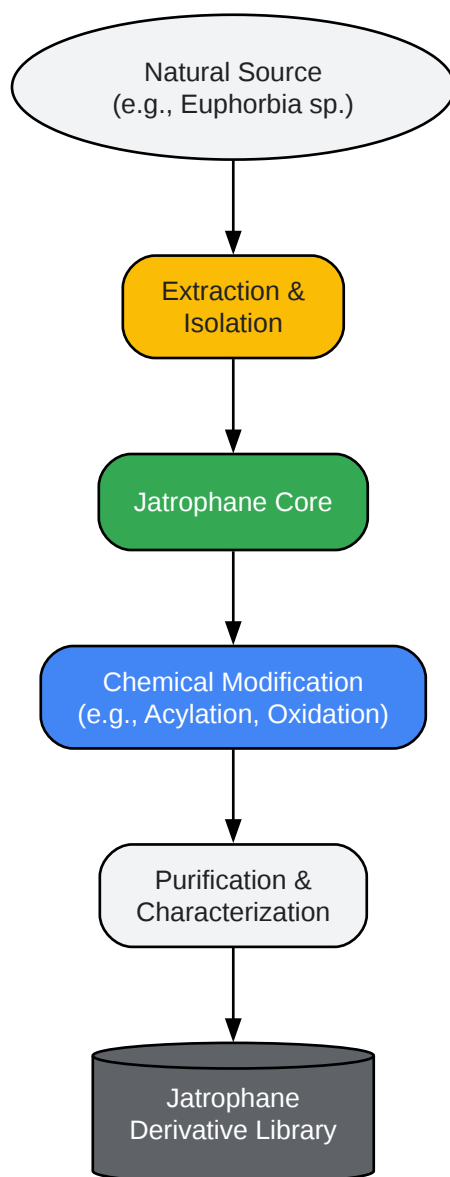 Natural Source
(e.g., Euphorbia sp.)
Extraction &
Isolation
Jatrophane Core
Chemical Modification
(e.g., Acylation, Oxidation)
Purification &
Characterization
Jatrophane
Derivative Library